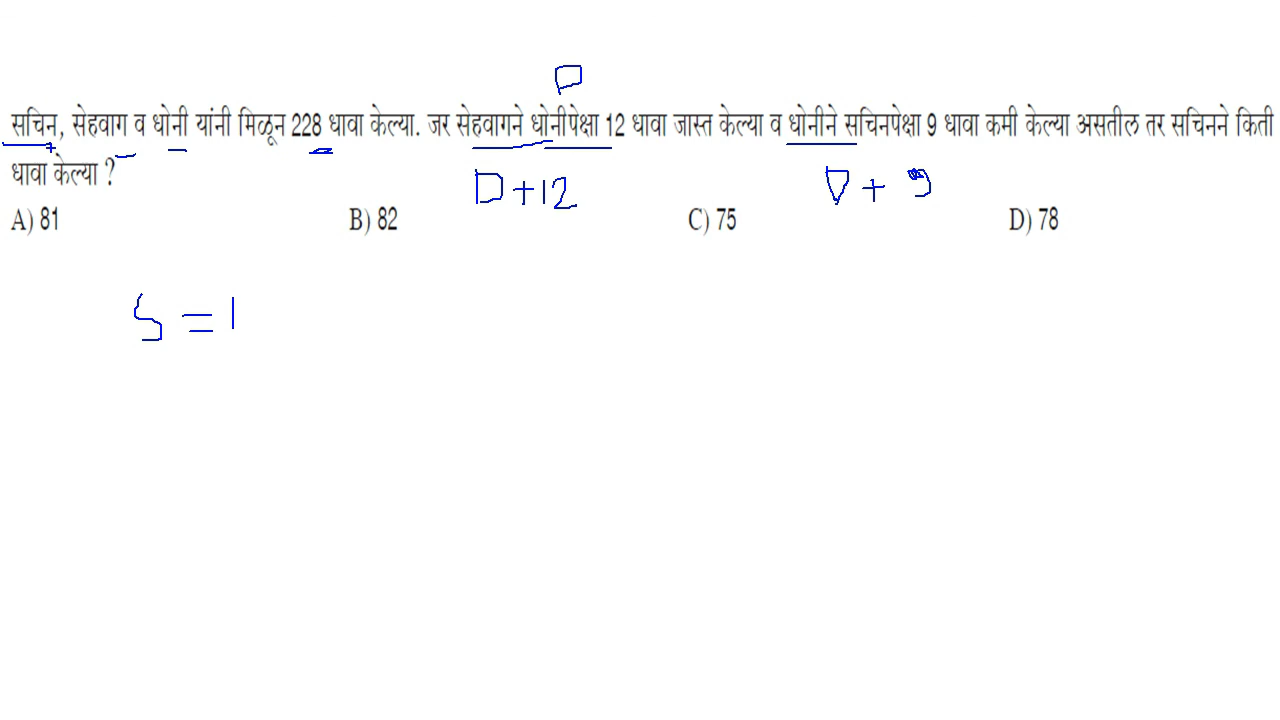 D
सचिन, सेहवाग व धोनी यांनी मिळून 228 धावा केल्या. जर सेहवागने धोनीपेक्षा 12 धावा जास्त केल्या व धोनीने सचिनपेक्षा 9 धावा कमी केल्या असतील तर सचिनने किती
धावा केल्या ?
D+12 D + 9
A) 81 B) 82 C) 75 D) 78
S = 1